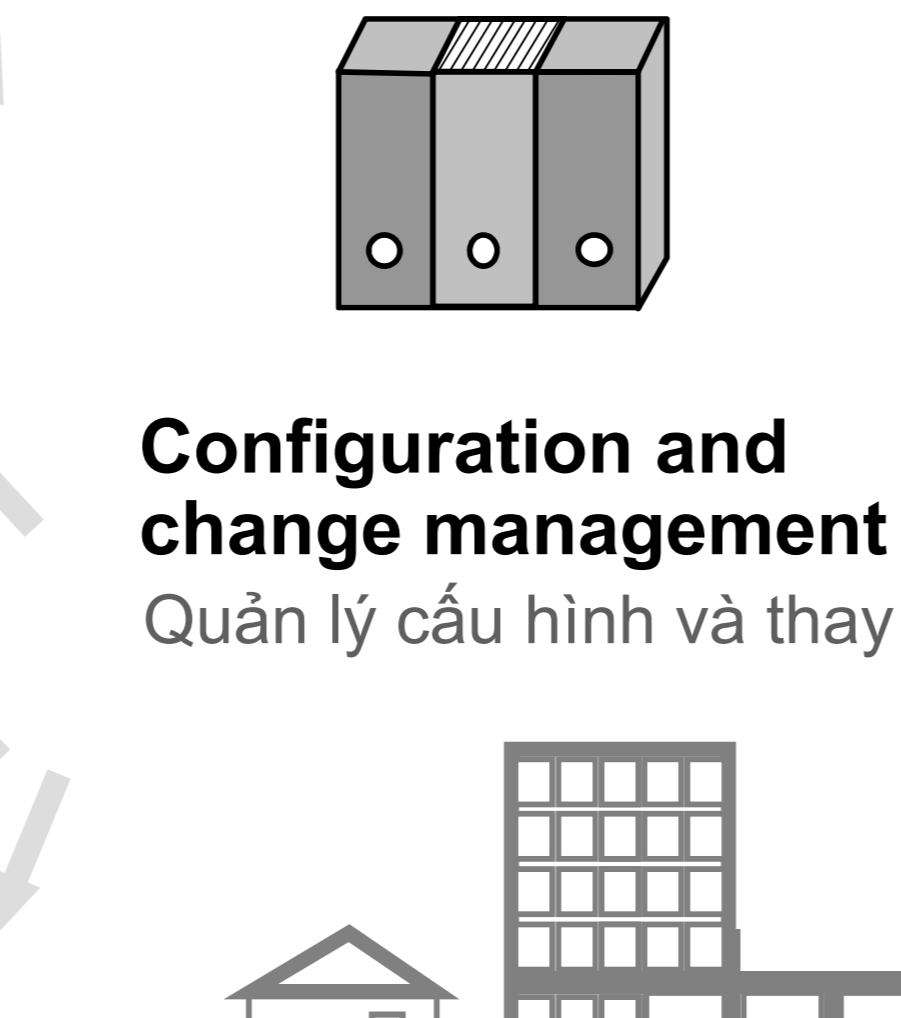 Configuration and
change management
Quản lý cấu hình và thay